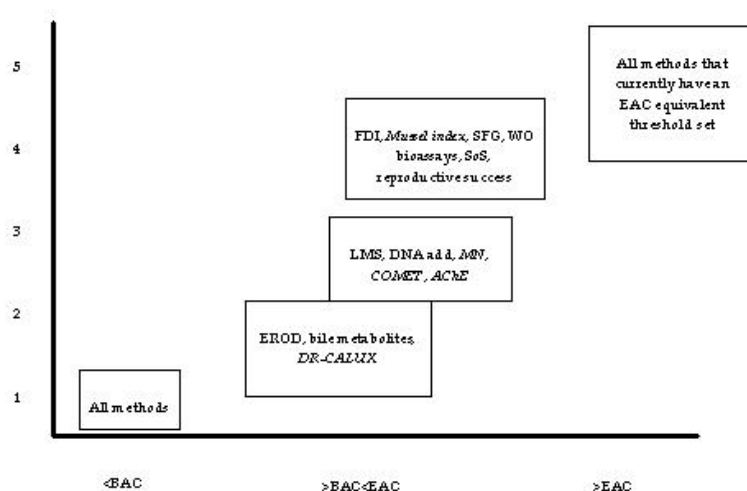 5
All methods that
currently have an
EAC equivalent
threshold set
4
FDI, Mussel index, SFG, WO
bioassays, SoS,
reproductive success
3
LMS, DNA add, MN,
COMET, AChE
2
EROD, bile metabolites,
DR-CALUX
1
All methods
<BAC
>BAC<EAC
>EAC